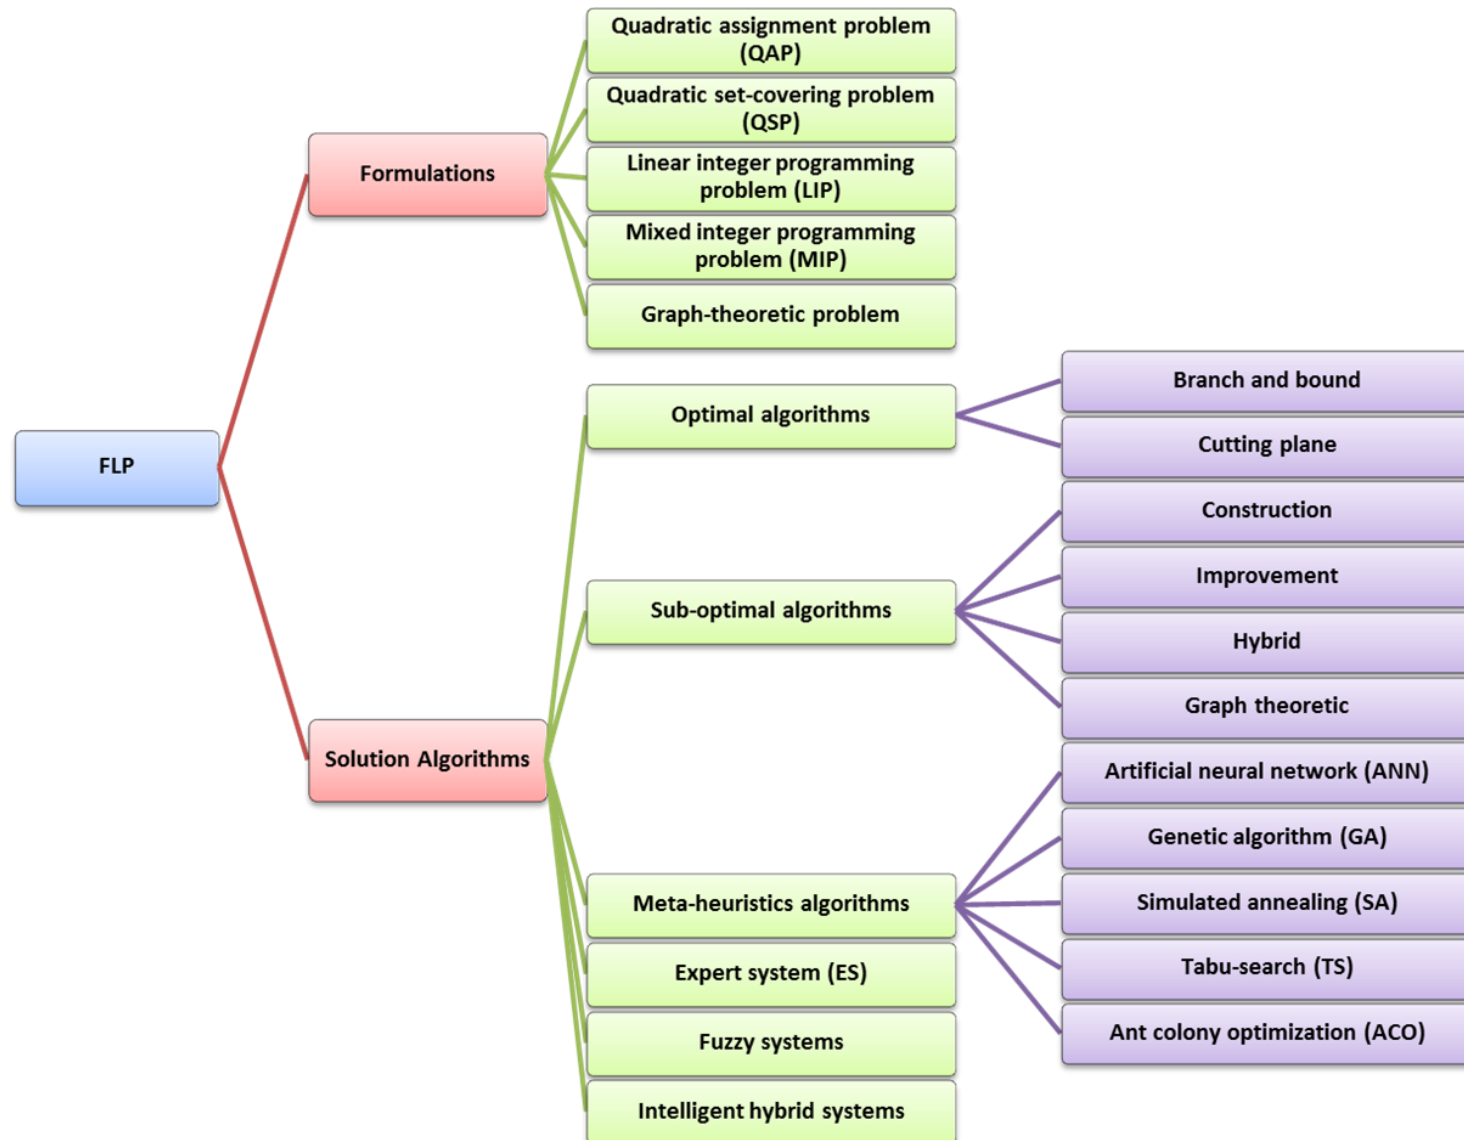 FLP
Formulations
Quadratic assignment problem
(QAP)
Quadratic set-covering problem
(QSP)
Linear integer programming
problem (LIP)
Mixed integer programming
problem (MIP)
Graph-theoretic problem
Solution Algorithms
Optimal algorithms
Branch and bound
Cutting plane
Sub-optimal algorithms
Construction
Improvement
Hybrid
Graph theoretic
Meta-heuristics algorithms
Artificial neural network (ANN)
Genetic algorithm (GA)
Simulated annealing (SA)
Tabu-search (TS)
Ant colony optimization (ACO)
Expert system (ES)
Fuzzy systems
Intelligent hybrid systems